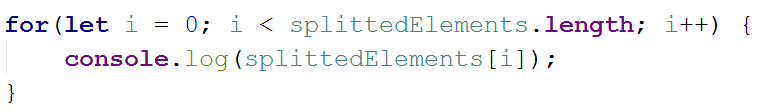 for(let i = 0; i < splittedElements.length; i++) {
    console.log(splittedElements[i]);
}